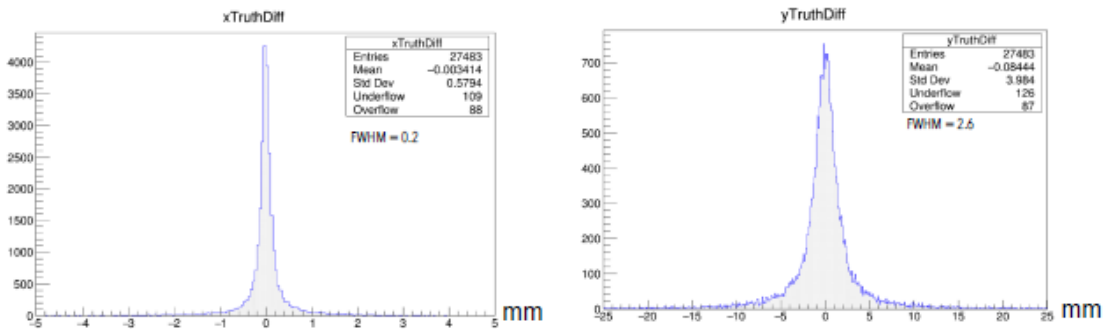 xTruthDiff
xTruthDiff
Entries 27483
Mean −0.003414
Std Dev 0.5794
Underflow 109
Overflow 88
FWHM = 0.2
4000
3500
3000
2500
2000
1500
1000
500
0
−5 −4 −3 −2 −1 0 1 2 3 4 5 mm
yTruthDiff
yTruthDiff
Entries 27483
Mean −0.08444
Std Dev 3.984
Underflow 126
Overflow 87
FWHM = 2.6
700
600
500
400
300
200
100
0
−25 −20 −15 −10 −5 0 5 10 15 20 25 mm